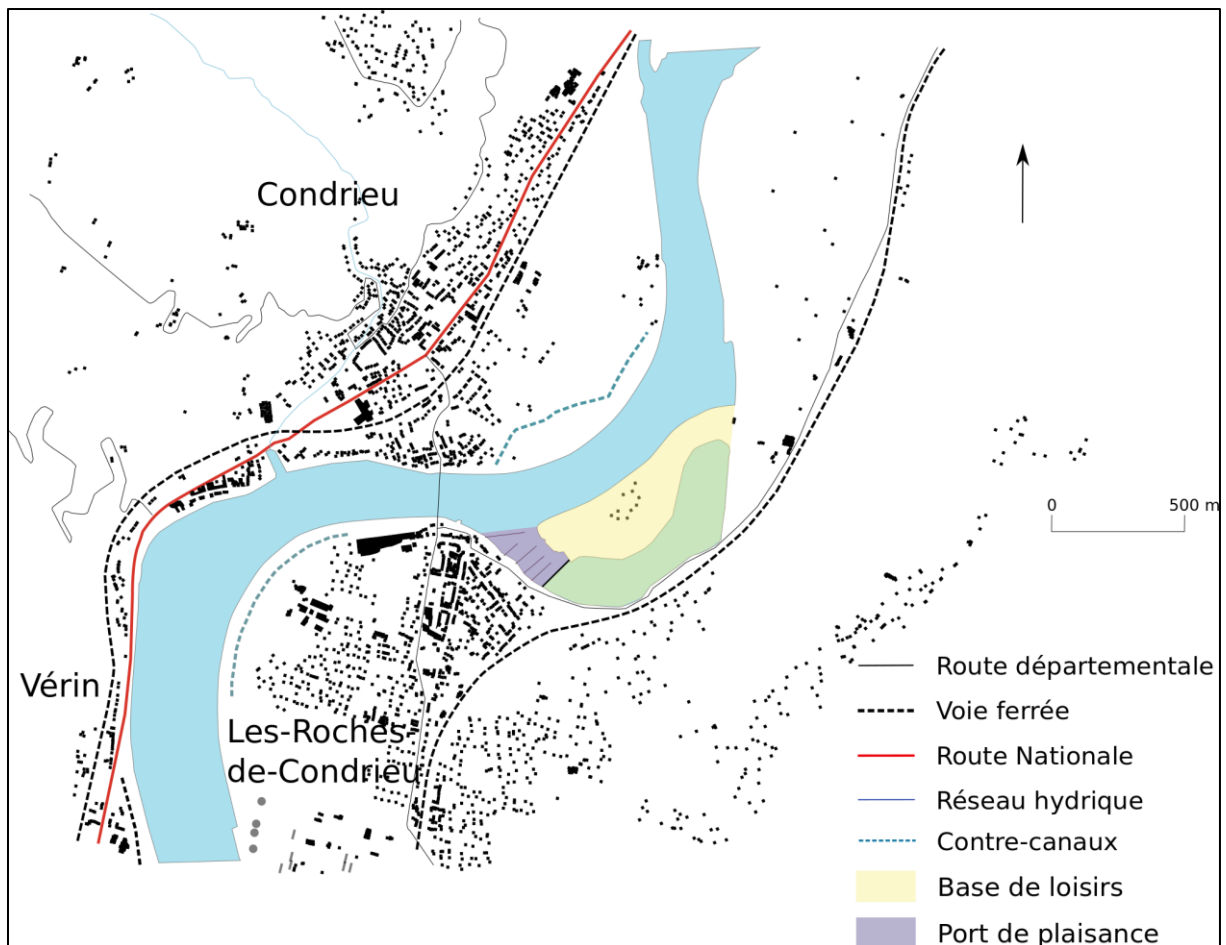 Condrieu
Vérin
Les-Roches-
de-Condrieu
0 500 m
Route départementale
Voie ferrée
Route Nationale
Réseau hydrique
Contre-canaux
Base de loisirs
Port de plaisance